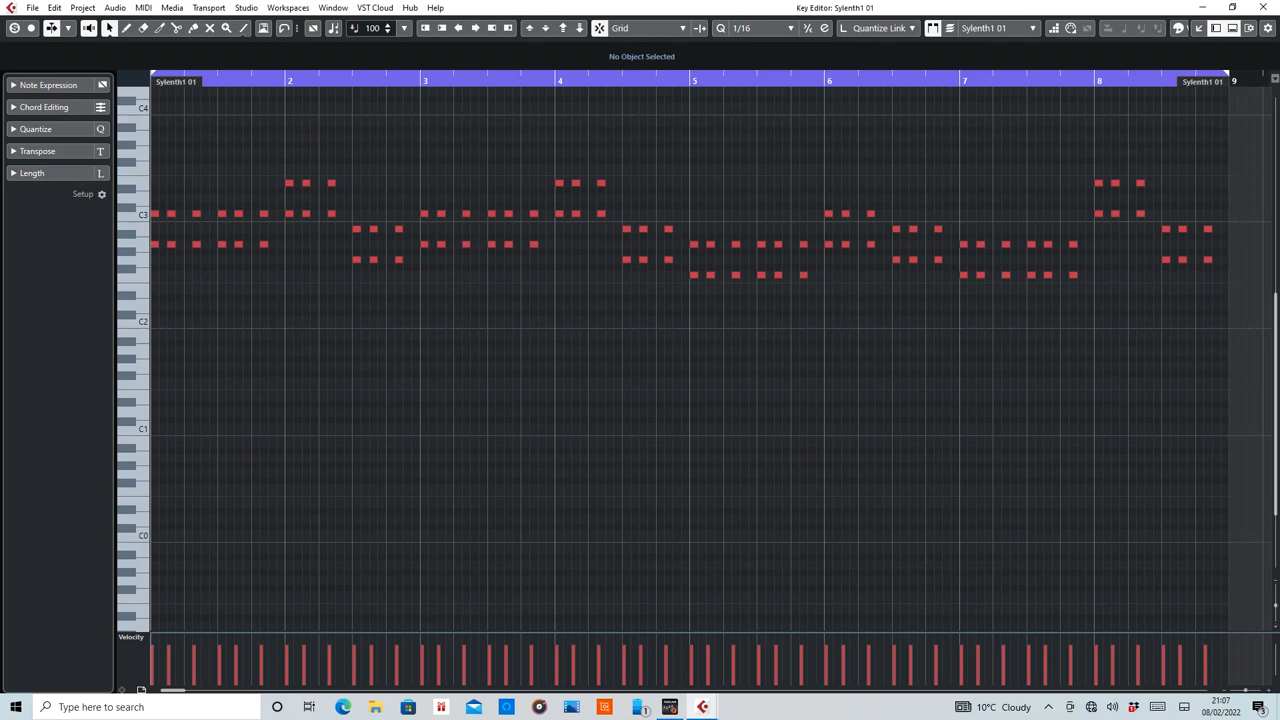 File Edit Project Audio MIDI Media Transport Studio Workspaces Window VST Cloud Hub Help
Key Editor: Sylenth1 01
S 100 Grid Q 1/16 L Quantize Link Sylenth1 01
No Object Selected
Sylenth1 01 2 3 4 5 6 7 8 Sylenth1 01 9
Note Expression
Chord Editing
Quantize Q
Transpose T
Length L
Setup
C4
C3
C2
C1
C0
Velocity
Type here to search
1
10°C Cloudy
21:07
08/02/2022